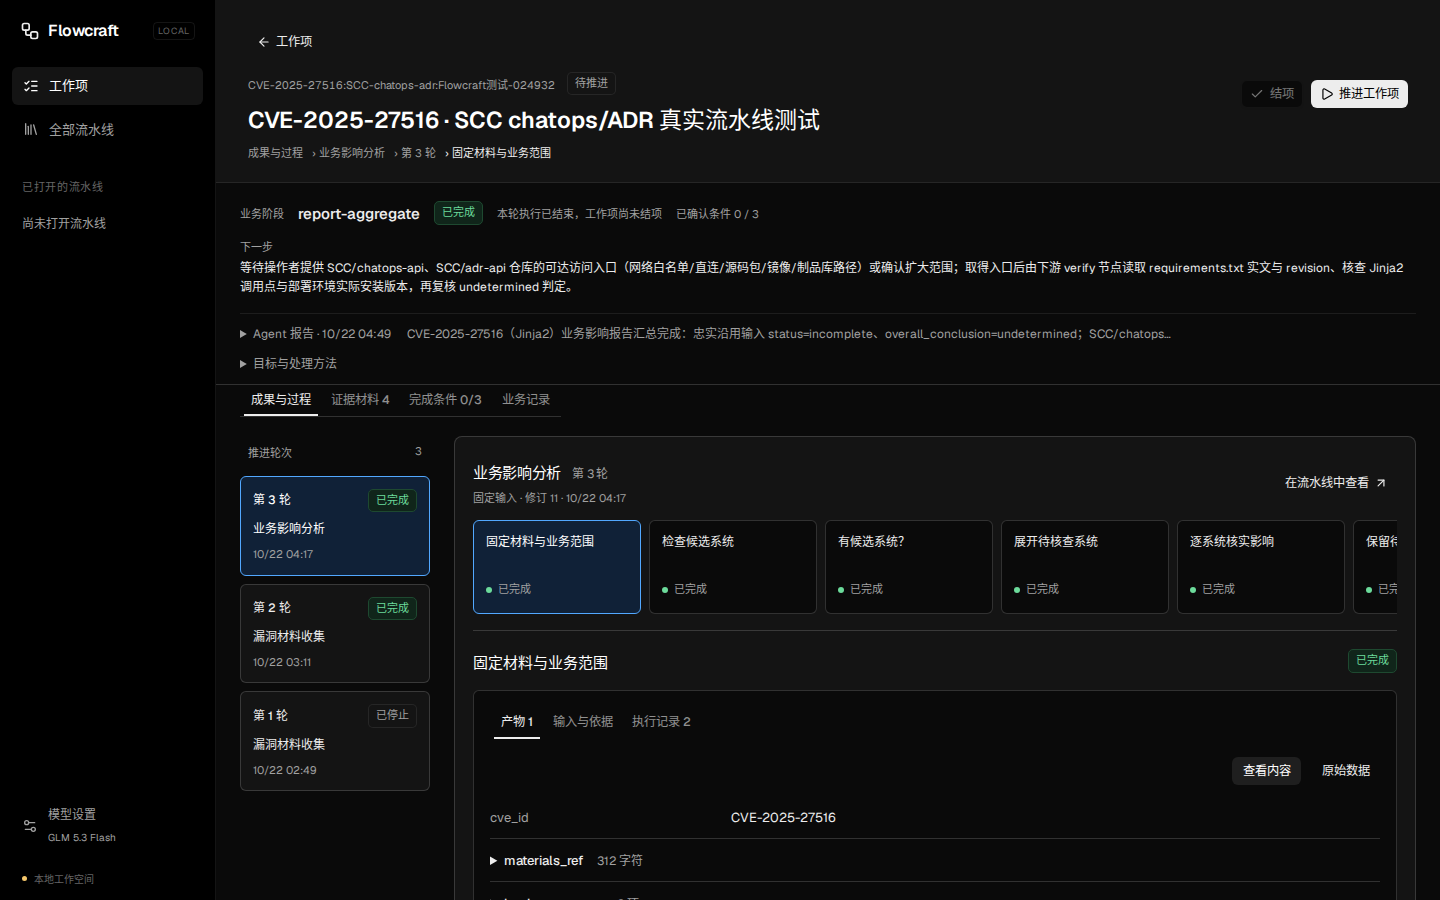 Flowcraft
LOCAL
工作项
全部流水线
已打开的流水线
尚未打开流水线
模型设置
GLM 5.3 Flash
本地工作空间
工作项
CVE-2025-27516:SCC-chatops-adr:Flowcraft测试-024932
待推进
结项
推进工作项
CVE-2025-27516 · SCC chatops/ADR 真实流水线测试
成果与过程 › 业务影响分析 › 第 3 轮 › 固定材料与业务范围
业务阶段
report-aggregate
已完成
本轮执行已结束，工作项尚未结项
已确认条件 0 / 3
下一步
等待操作者提供 SCC/chatops-api、SCC/adr-api 仓库的可达访问入口（网络白名单/直连/源码包/镜像/制品库路径）或确认扩大范围；取得入口后由下游 verify 节点读取 requirements.txt 实文与 revision、核查 Jinja2
调用点与部署环境实际安装版本，再复核 undetermined 判定。
Agent 报告 · 10/22 04:49
CVE-2025-27516（Jinja2）业务影响报告汇总完成：忠实沿用输入 status=incomplete、overall_conclusion=undetermined；SCC/chatops…
目标与处理方法
成果与过程
证据材料 4
完成条件 0/3
业务记录
推进轮次
3
第 3 轮
已完成
业务影响分析
10/22 04:17
第 2 轮
已完成
漏洞材料收集
10/22 03:11
第 1 轮
已停止
漏洞材料收集
10/22 02:49
业务影响分析
第 3 轮
固定输入 · 修订 11 · 10/22 04:17
在流水线中查看
固定材料与业务范围
已完成
检查候选系统
已完成
有候选系统?
已完成
展开待核查系统
已完成
逐系统核实影响
已完成
固定材料与业务范围
已完成
产物 1
输入与依据
执行记录 2
查看内容
原始数据
cve_id
CVE-2025-27516
materials_ref
312 字符